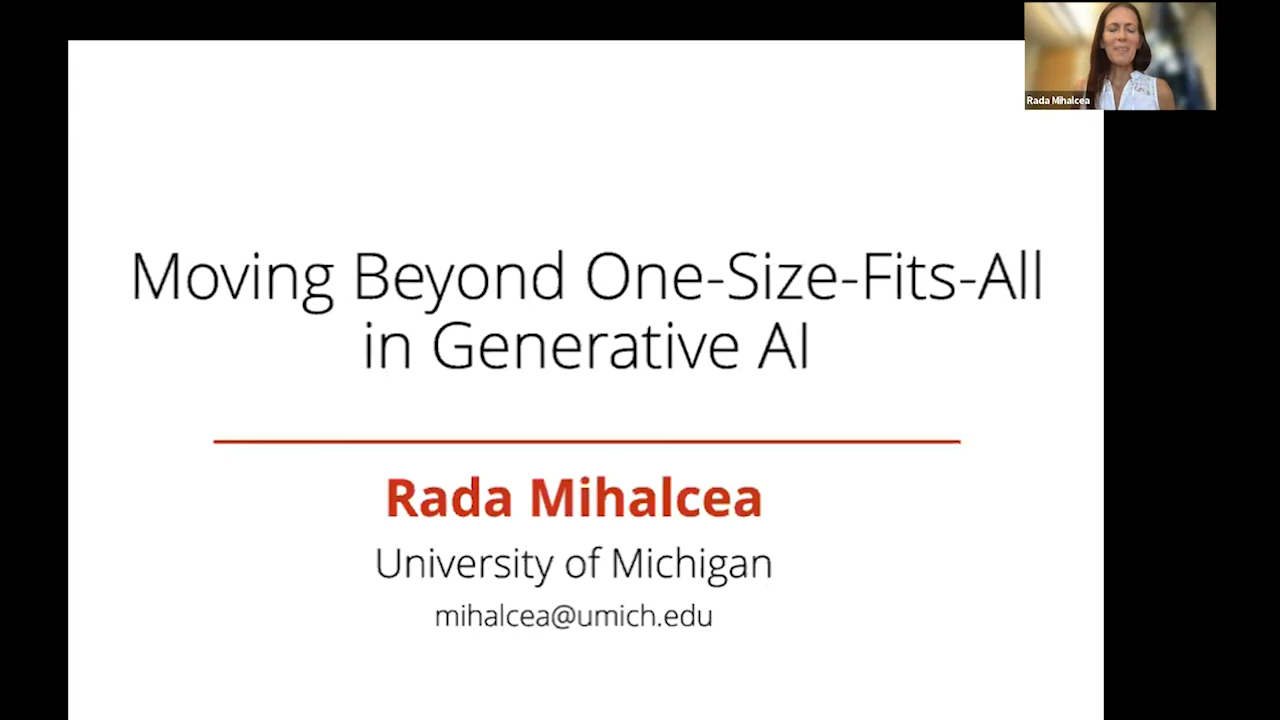 Rada Mihalcea
Moving Beyond One-Size-Fits-All
in Generative AI
Rada Mihalcea
University of Michigan
mihalcea@umich.edu